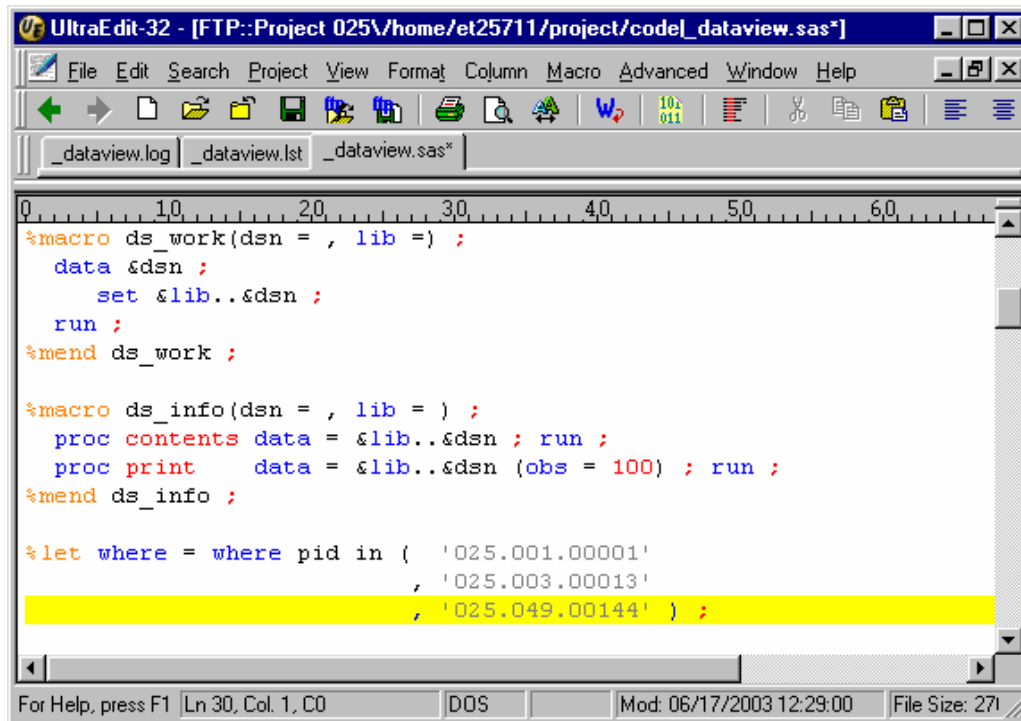 UltraEdit-32 - [FTP::Project 025\/home/et25711/project/code|_dataview.sas*]
File Edit Search Project View Format Column Macro Advanced Window Help
_dataview.log _dataview.lst _dataview.sas*
0 10 20 30 40 50 60
%macro ds_work(dsn = , lib =) ;
  data &dsn ;
     set &lib..&dsn ;
  run ;
%mend ds_work ;
%macro ds_info(dsn = , lib = ) ;
  proc contents data = &lib..&dsn ; run ;
  proc print    data = &lib..&dsn (obs = 100) ; run ;
%mend ds_info ;
%let where = where pid in (  '025.001.00001'
                           , '025.003.00013'
                           , '025.049.00144' ) ;
For Help, press F1 Ln 30, Col. 1, C0 DOS Mod: 06/17/2003 12:29:00 File Size: